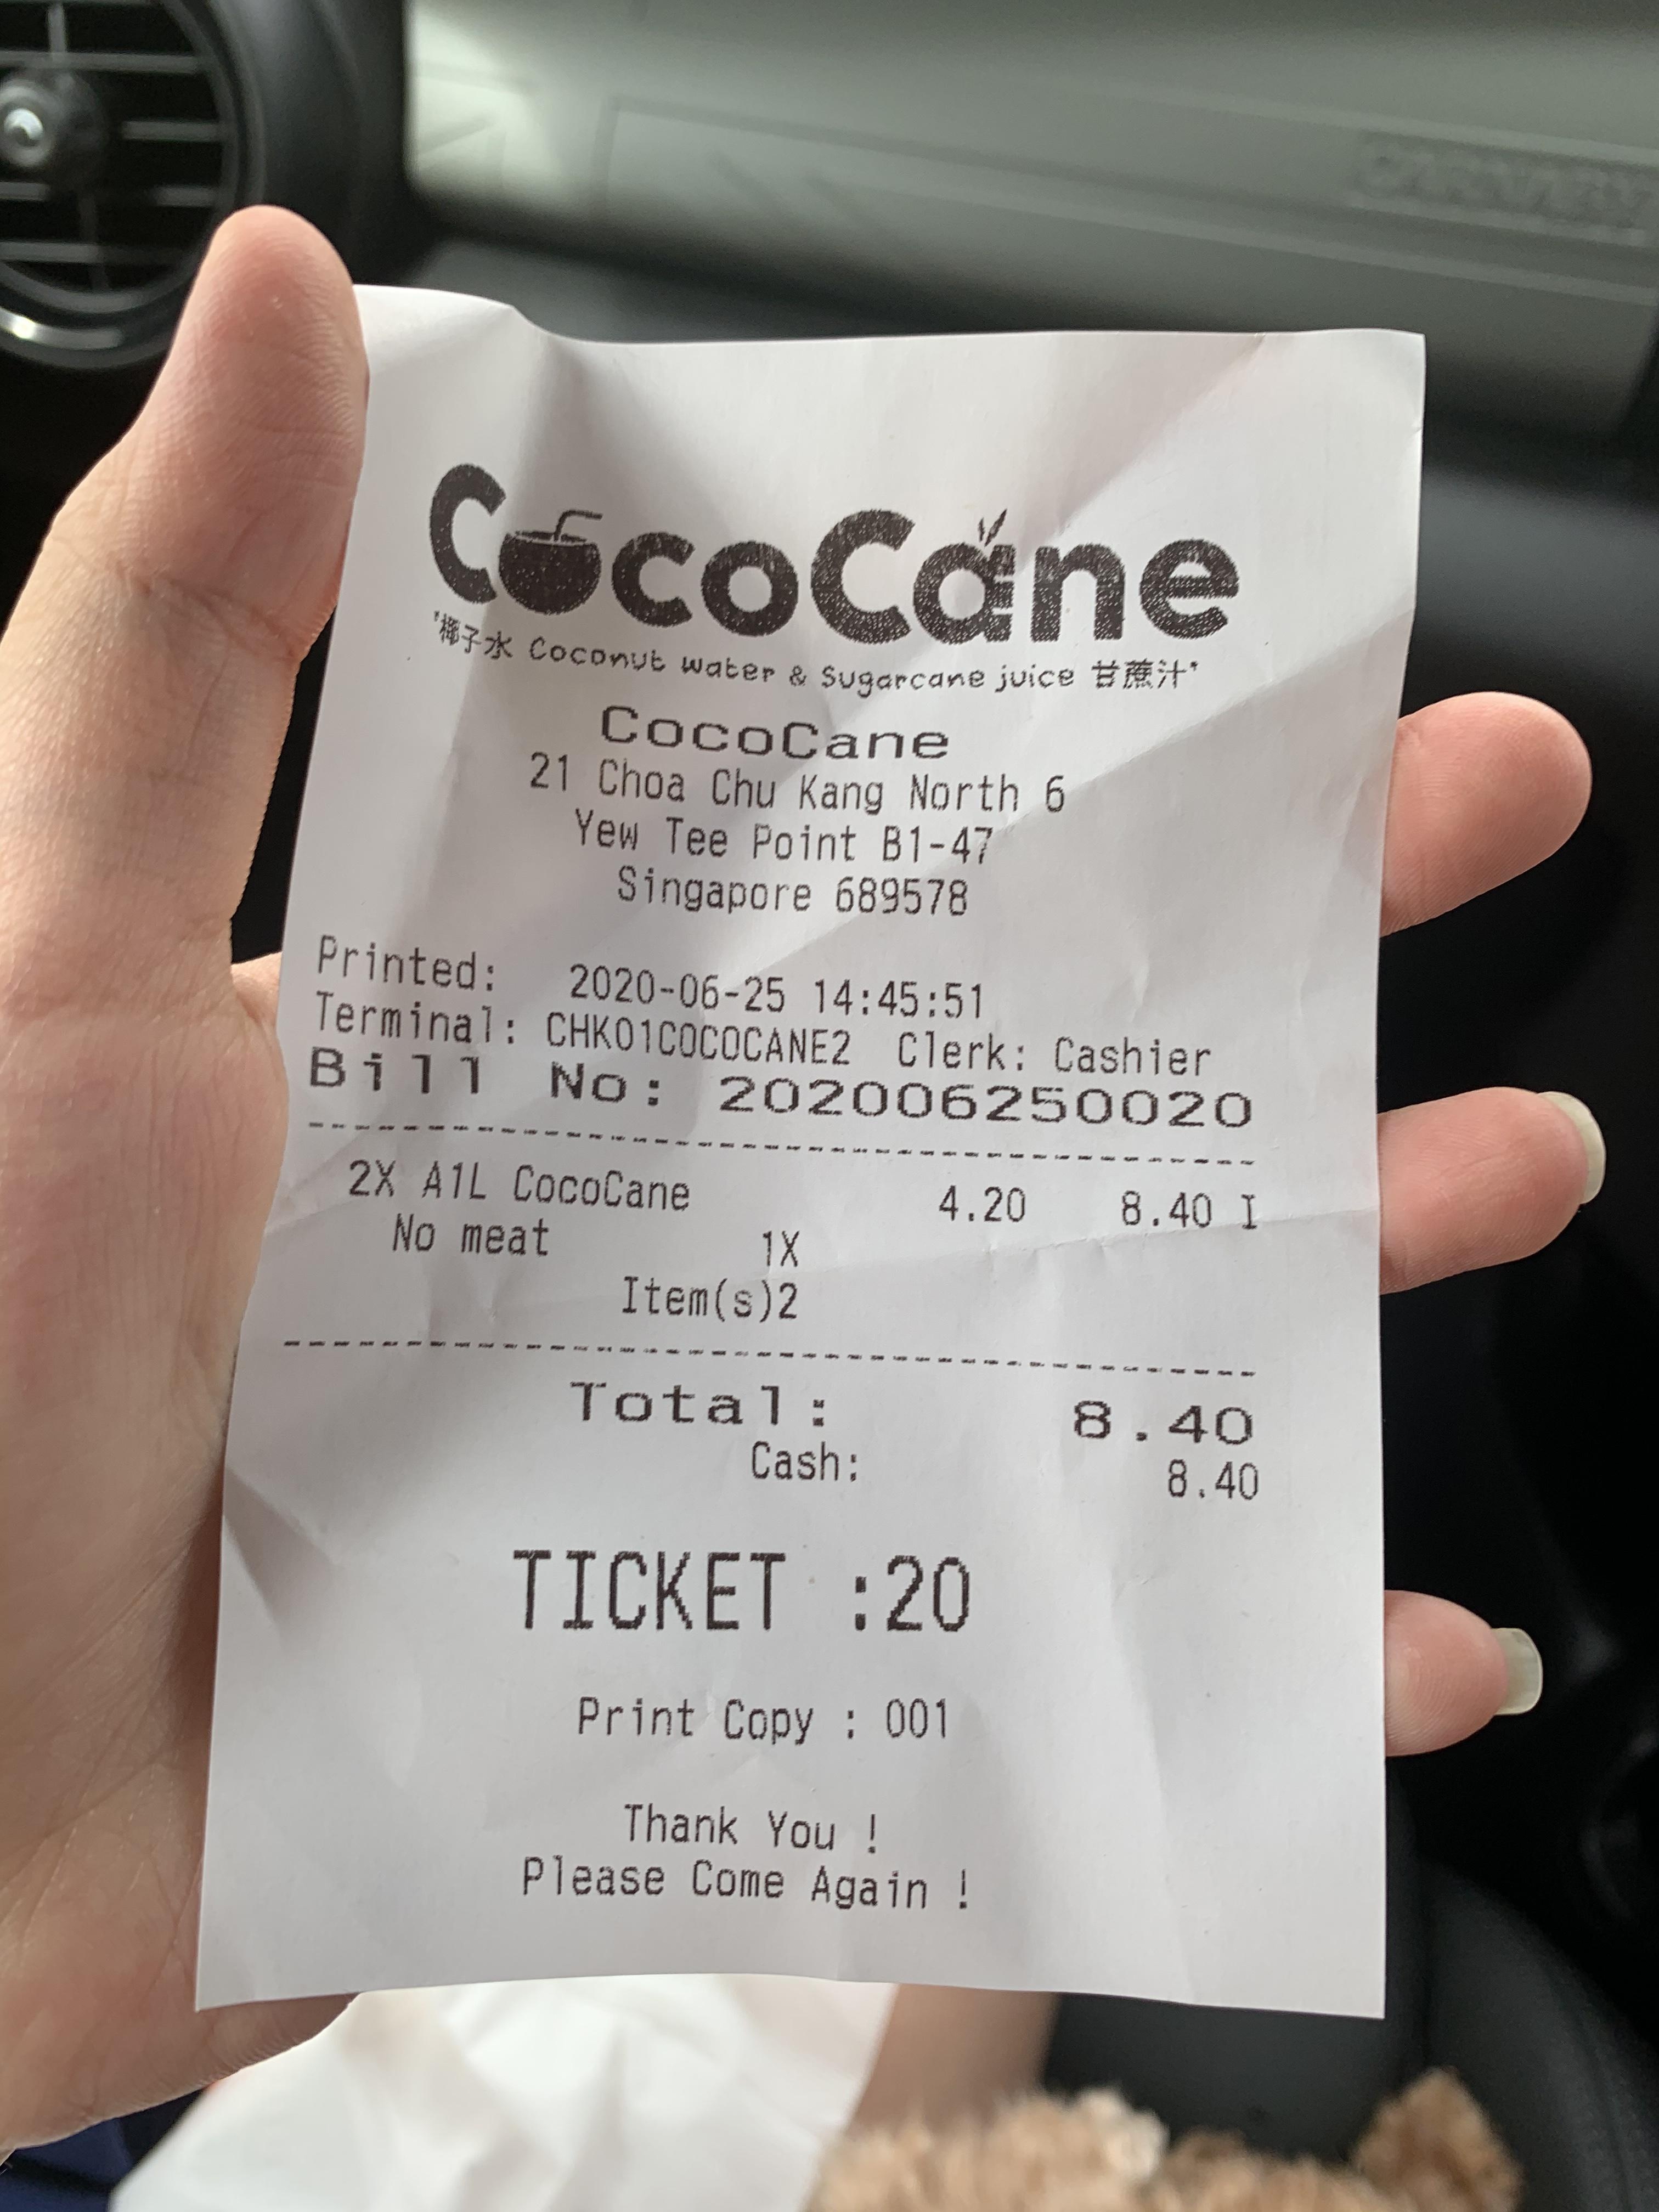 CocoCane
'椰子水 Coconut water & Sugarcane juice 甘蔗汁'
CocoCane
21 Choa Chu Kang North 6
Yew Tee Point B1-47
Singapore 689578
Printed: 2020-06-25 14:45:51
Terminal: CHK01COCOCANE2 Clerk: Cashier
Bill No: 202006250020
2X A1L CocoCane 4.20 8.40 I
No meat 1X
Item(s)2
Total: 8.40
Cash: 8.40
TICKET :20
Print Copy : 001
Thank You !
Please Come Again !